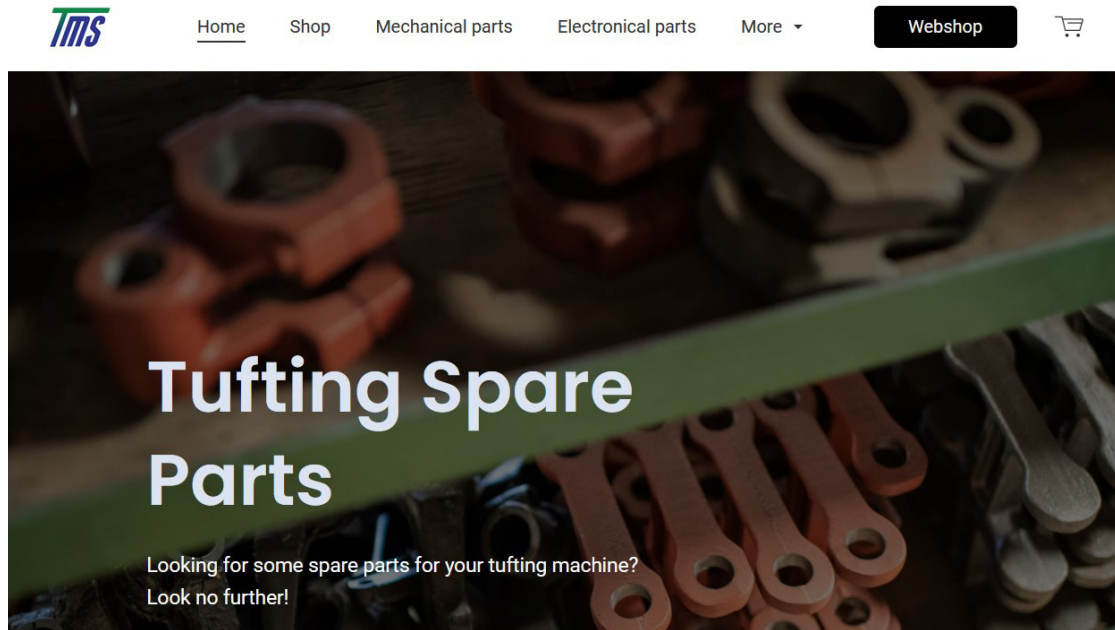 TMS
Home
Shop
Mechanical parts
Electronical parts
More
Webshop
Tufting Spare
Parts
Looking for some spare parts for your tufting machine?
Look no further!